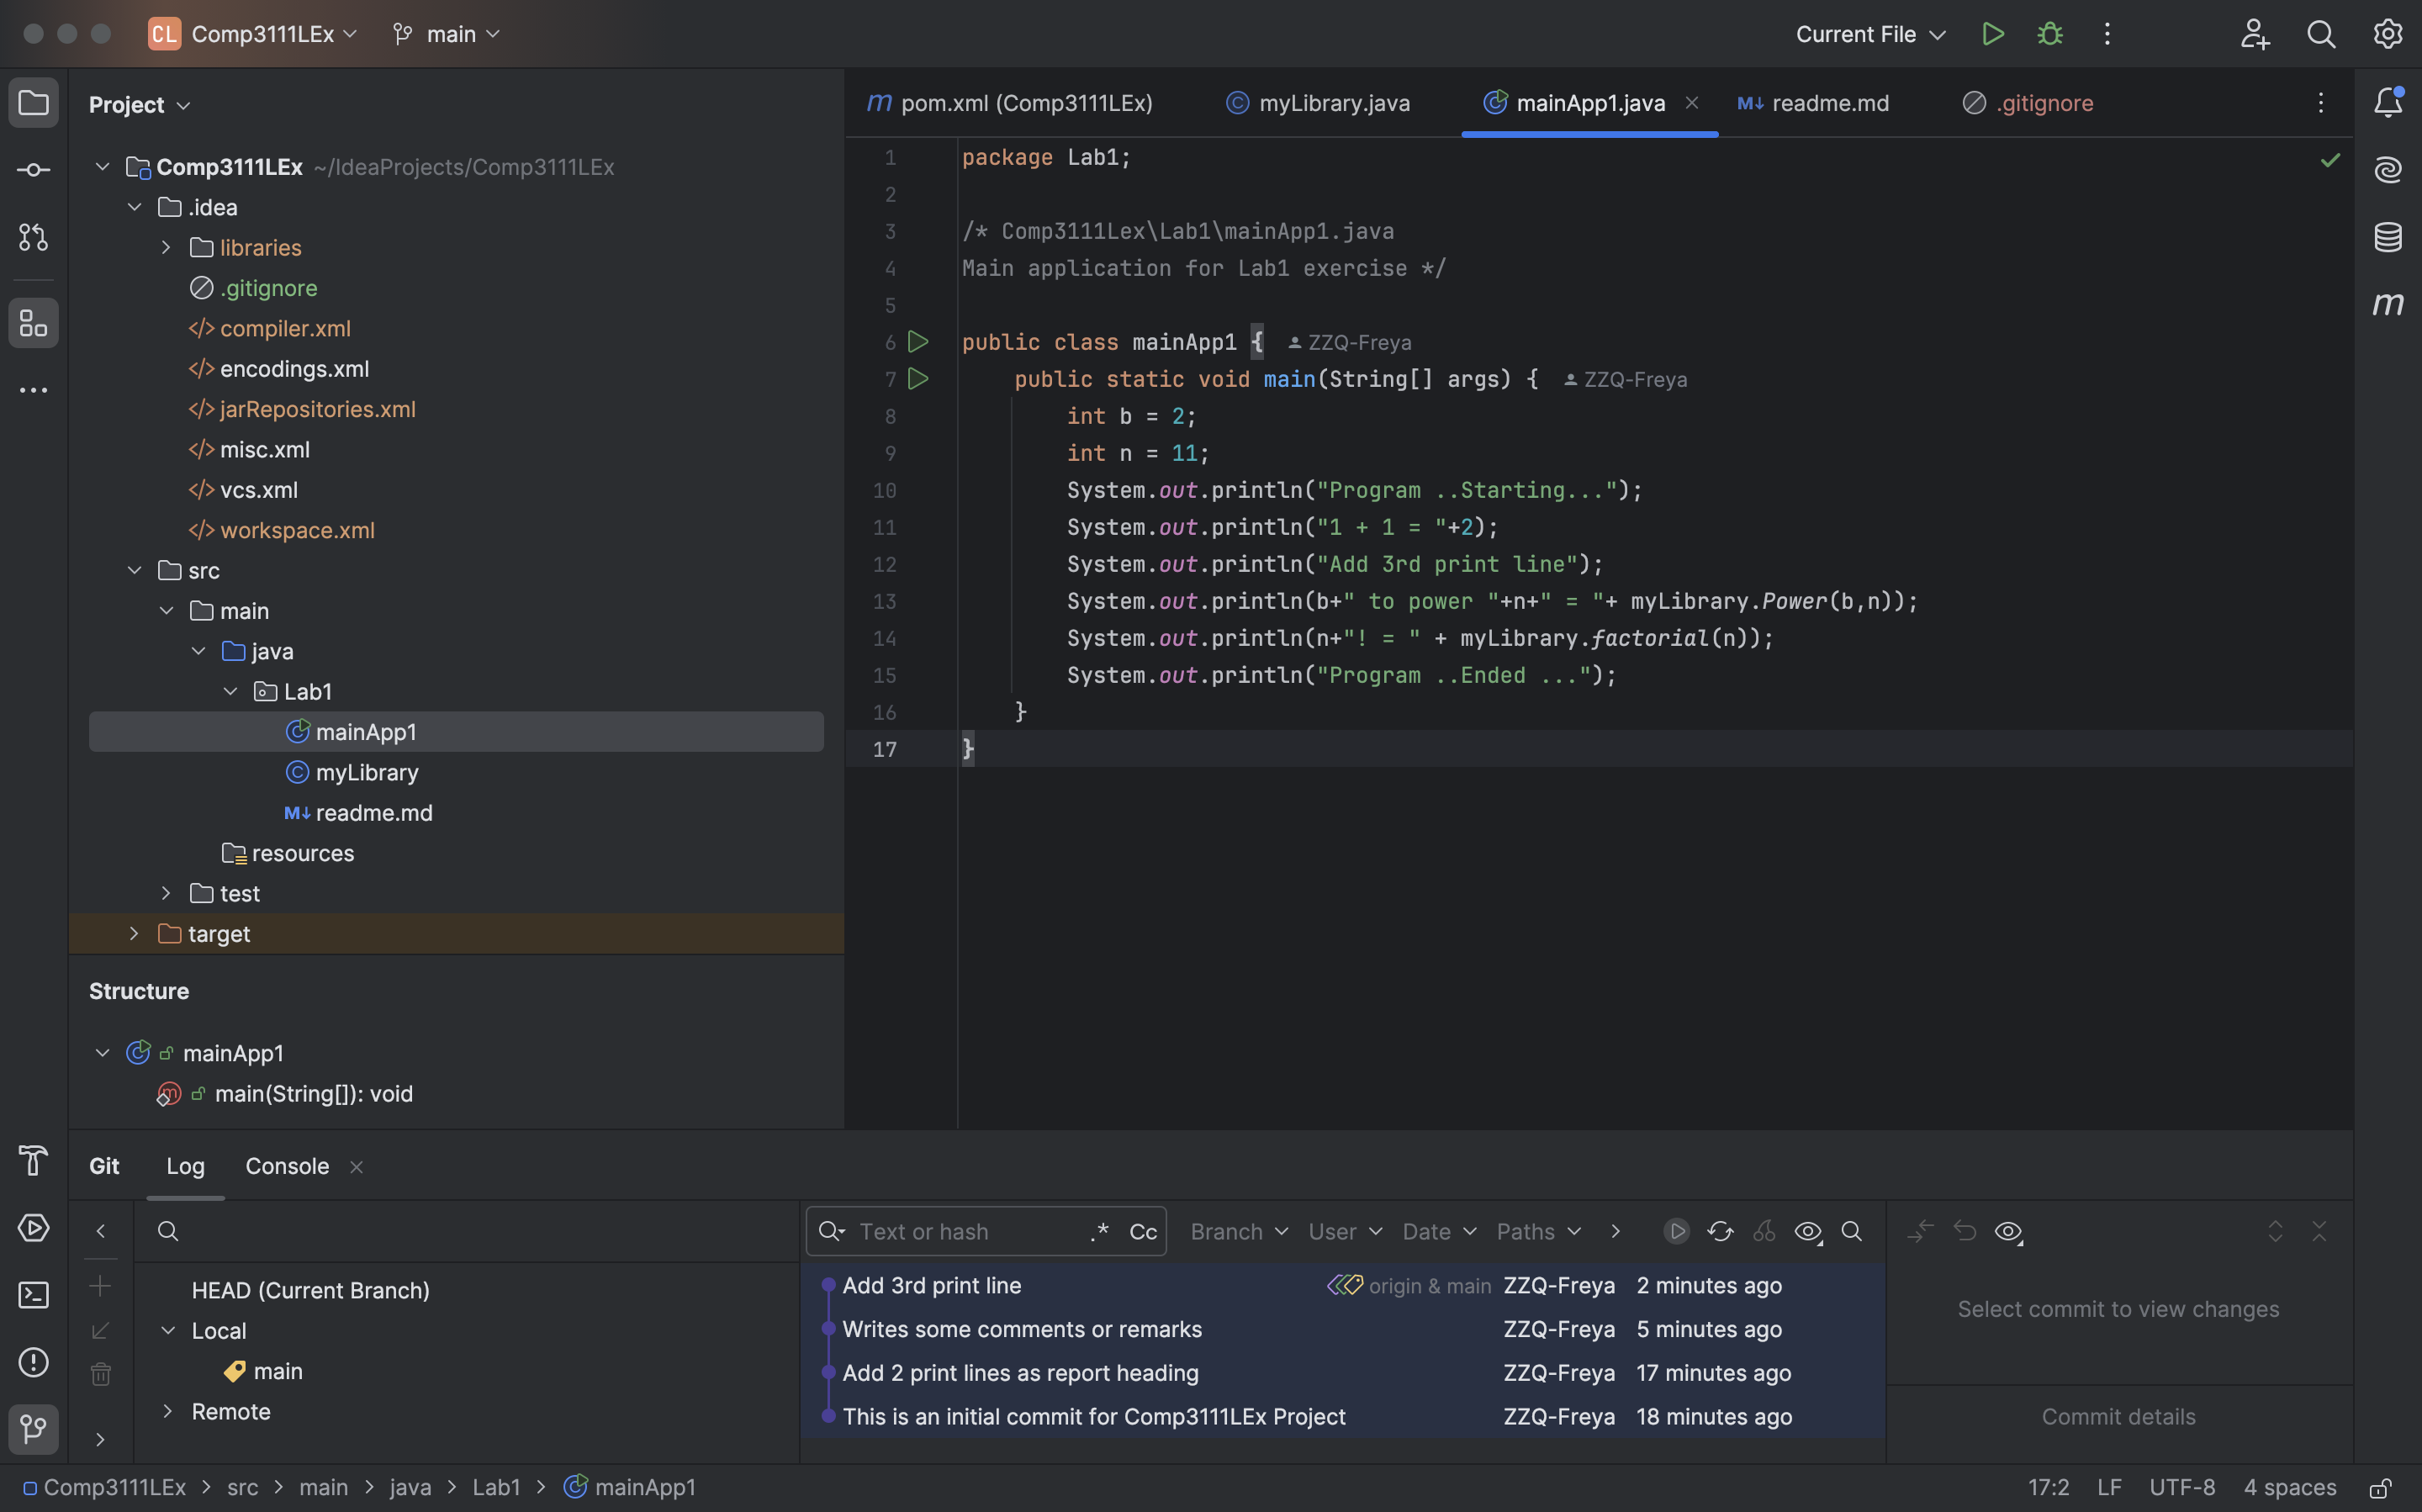 CL Comp3111LEx main Current File
Project
Comp3111LEx ~/IdeaProjects/Comp3111LEx
.idea
libraries
.gitignore
</> compiler.xml
</> encodings.xml
</> jarRepositories.xml
</> misc.xml
</> vcs.xml
</> workspace.xml
src
main
java
Lab1
mainApp1
myLibrary
M↓ readme.md
resources
test
target
Structure
mainApp1
main(String[]): void
m pom.xml (Comp3111LEx) myLibrary.java mainApp1.java M↓ readme.md .gitignore
1 package Lab1;
2
3 /* Comp3111Lex\Lab1\mainApp1.java
4 Main application for Lab1 exercise */
5
6 public class mainApp1 { ZZQ-Freya
7 public static void main(String[] args) { ZZQ-Freya
8 int b = 2;
9 int n = 11;
10 System.out.println("Program ..Starting...");
11 System.out.println("1 + 1 = "+2);
12 System.out.println("Add 3rd print line");
13 System.out.println(b+" to power "+n+" = "+ myLibrary.Power(b,n));
14 System.out.println(n+"! = " + myLibrary.factorial(n));
15 System.out.println("Program ..Ended ...");
16 }
17 }
m
Git Log Console
HEAD (Current Branch)
Local
main
Remote
Text or hash .* Cc Branch User Date Paths
Add 3rd print line origin & main ZZQ-Freya 2 minutes ago
Writes some comments or remarks ZZQ-Freya 5 minutes ago
Add 2 print lines as report heading ZZQ-Freya 17 minutes ago
This is an initial commit for Comp3111LEx Project ZZQ-Freya 18 minutes ago
Select commit to view changes
Commit details
Comp3111LEx > src > main > java > Lab1 > mainApp1 17:2 LF UTF-8 4 spaces